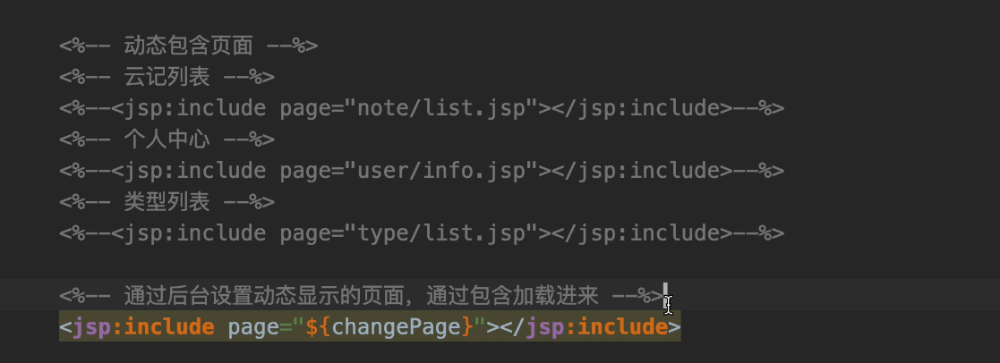 <%-- 动态包含页面 --%>
<%-- 云记列表 --%>
<%--<jsp:include page="note/list.jsp"></jsp:include>--%>
<%-- 个人中心 --%>
<%--<jsp:include page="user/info.jsp"></jsp:include>--%>
<%-- 类型列表 --%>
<%--<jsp:include page="type/list.jsp"></jsp:include>--%>
<%-- 通过后台设置动态显示的页面，通过包含加载进来 --%>
<jsp:include page="${changePage}"></jsp:include>